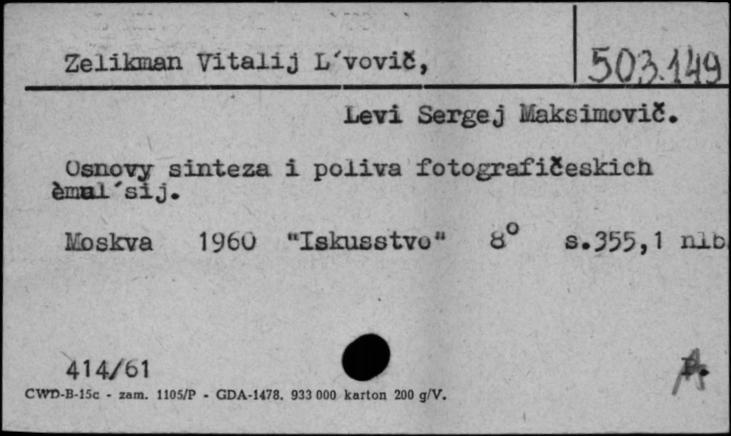 Zelikman Vitalij L´vovič,
503.149
Levi Sergej Maksimovič.
Osnovy sinteza i poliva fotografičeskich
èmul´sij.
Moskva 1960 "Iskusstvo" 8° s.355,1 nlb
414/61
CWD-B-15c - zam. 1105/P - GDA-1478. 933 000 karton 200 g/V.